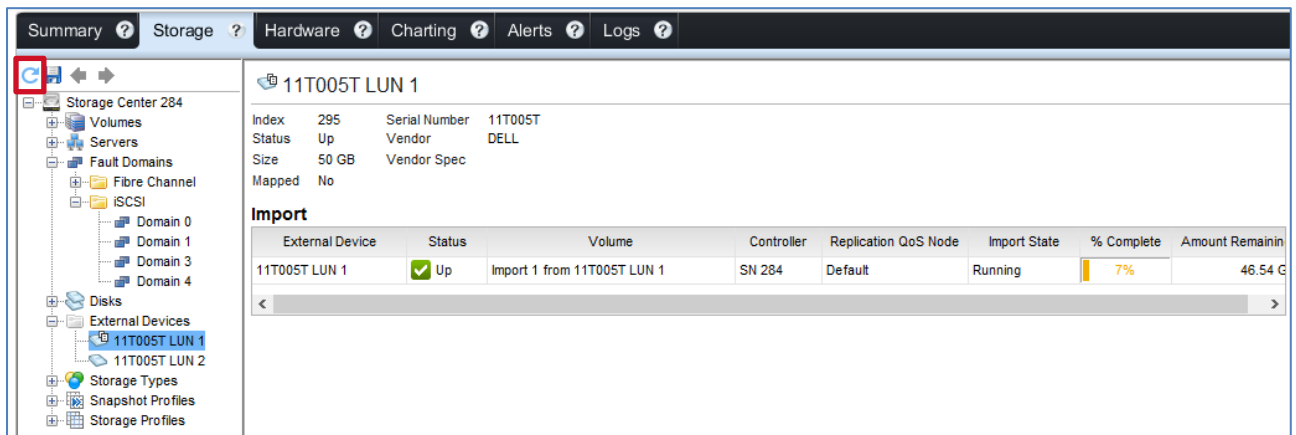 Summary ? Storage ? Hardware ? Charting ? Alerts ? Logs ?
Storage Center 284
Volumes
Servers
Fault Domains
Fibre Channel
iSCSI
Domain 0
Domain 1
Domain 3
Domain 4
Disks
External Devices
11T005T LUN 1
11T005T LUN 2
Storage Types
Snapshot Profiles
Storage Profiles
11T005T LUN 1
Index 295 Serial Number 11T005T
Status Up Vendor DELL
Size 50 GB Vendor Spec
Mapped No
Import
External Device Status Volume Controller Replication QoS Node Import State % Complete Amount Remainin
11T005T LUN 1 Up Import 1 from 11T005T LUN 1 SN 284 Default Running 7% 46.54 G